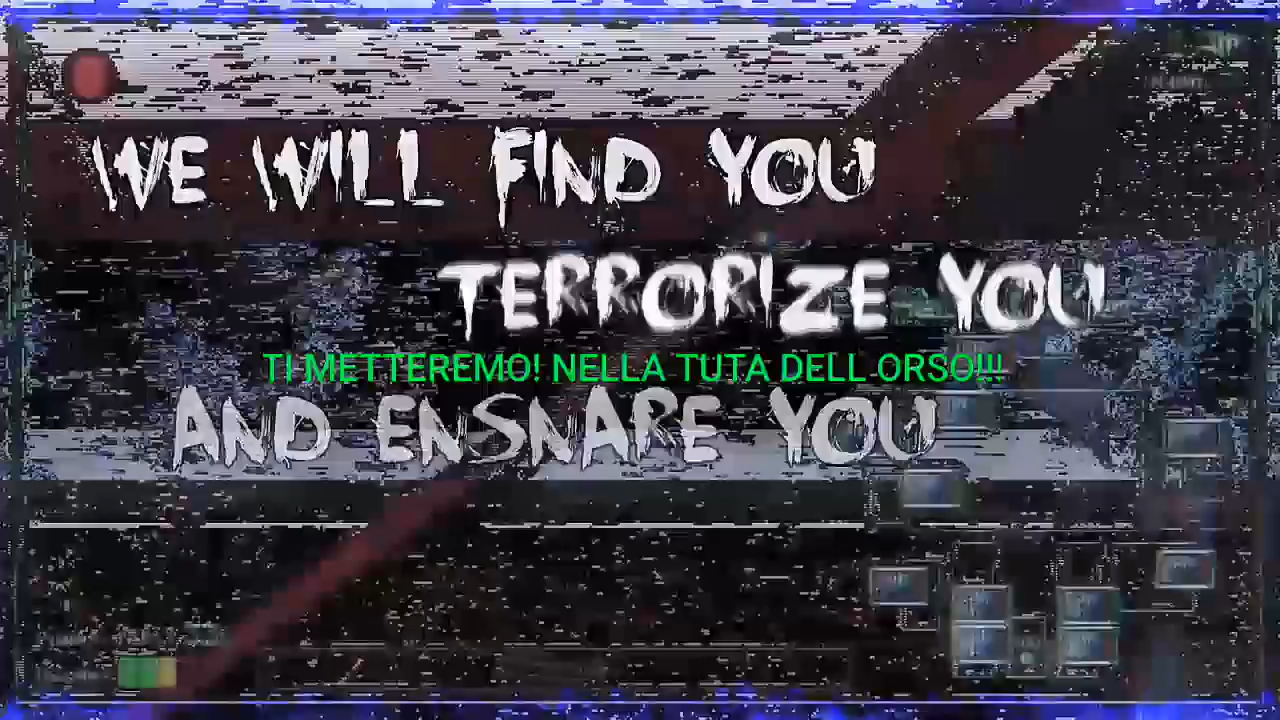 WE WILL FIND YOU
TERRORIZE YOU
TI METTEREMO! NELLA TUTA DELL ORSO!!!
AND ENSNARE YOU